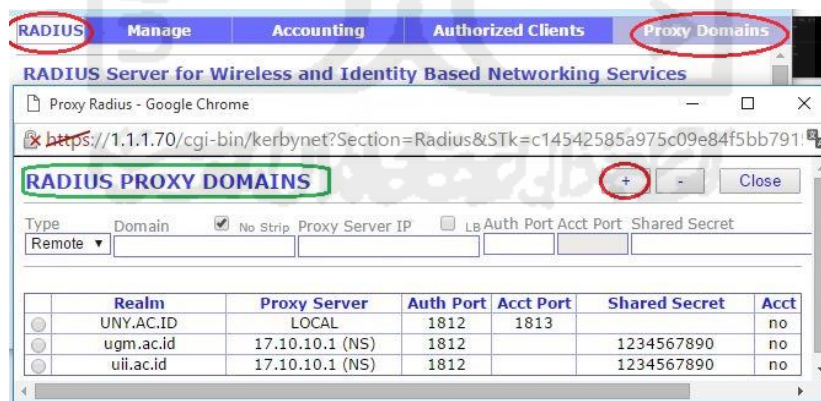 RADIUS Manage Accounting Authorized Clients Proxy Domains
RADIUS Server for Wireless and Identity Based Networking Services
Proxy Radius - Google Chrome
https://1.1.1.70/cgi-bin/kerbynet?Section=Radius&STk=c14542585a975c09e84f5bb791
RADIUS PROXY DOMAINS + - Close
Type Domain No Strip Proxy Server IP LB Auth Port Acct Port Shared Secret
Remote
Realm Proxy Server Auth Port Acct Port Shared Secret Acct
UNY.AC.ID LOCAL 1812 1813 no
ugm.ac.id 17.10.10.1 (NS) 1812 1234567890 no
uii.ac.id 17.10.10.1 (NS) 1812 1234567890 no